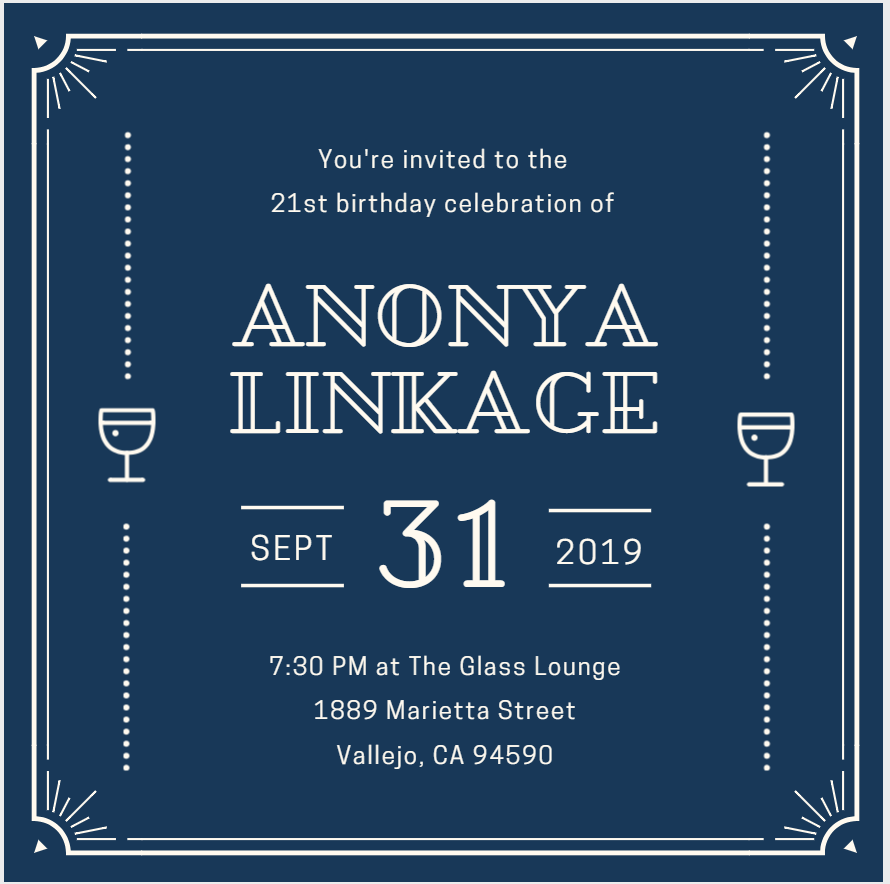 You're invited to the
21st birthday celebration of
ANONYA
LINKAGE
SEPT 31 2019
7:30 PM at The Glass Lounge
1889 Marietta Street
Vallejo, CA 94590